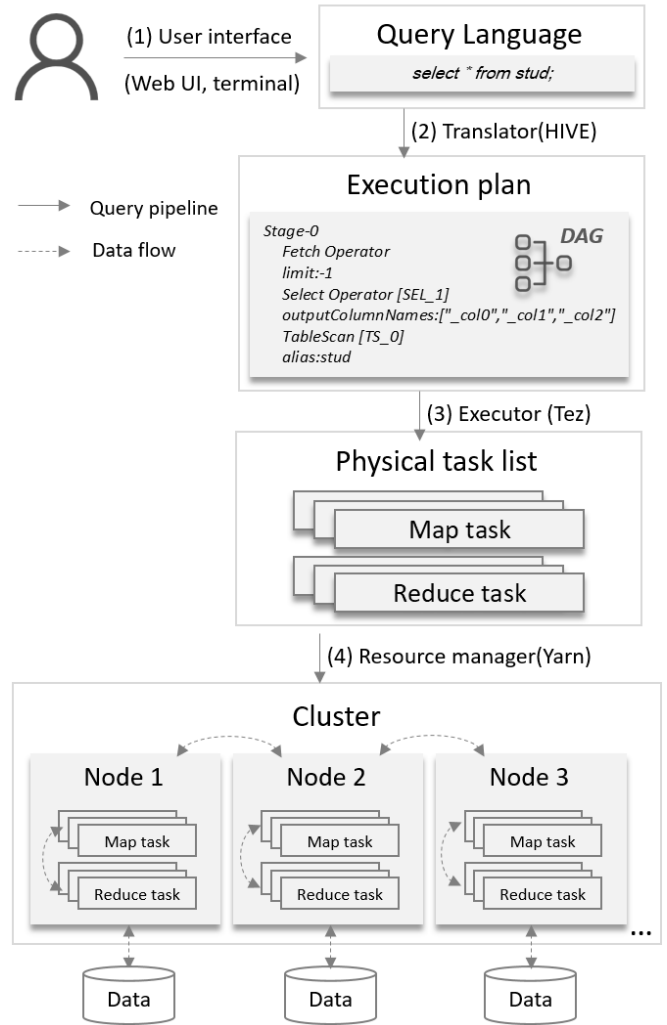 (1) User interface
(Web UI, terminal)
Query Language
select * from stud;
(2) Translator(HIVE)
Query pipeline
Data flow
Execution plan
Stage-0
Fetch Operator
limit:-1
Select Operator [SEL_1]
outputColumnNames:["_col0","_col1","_col2"]
TableScan [TS_0]
alias:stud
DAG
(3) Executor (Tez)
Physical task list
Map task
Reduce task
(4) Resource manager(Yarn)
Cluster
Node 1
Map task
Reduce task
Node 2
Map task
Reduce task
Node 3
Map task
Reduce task
...
Data
Data
Data